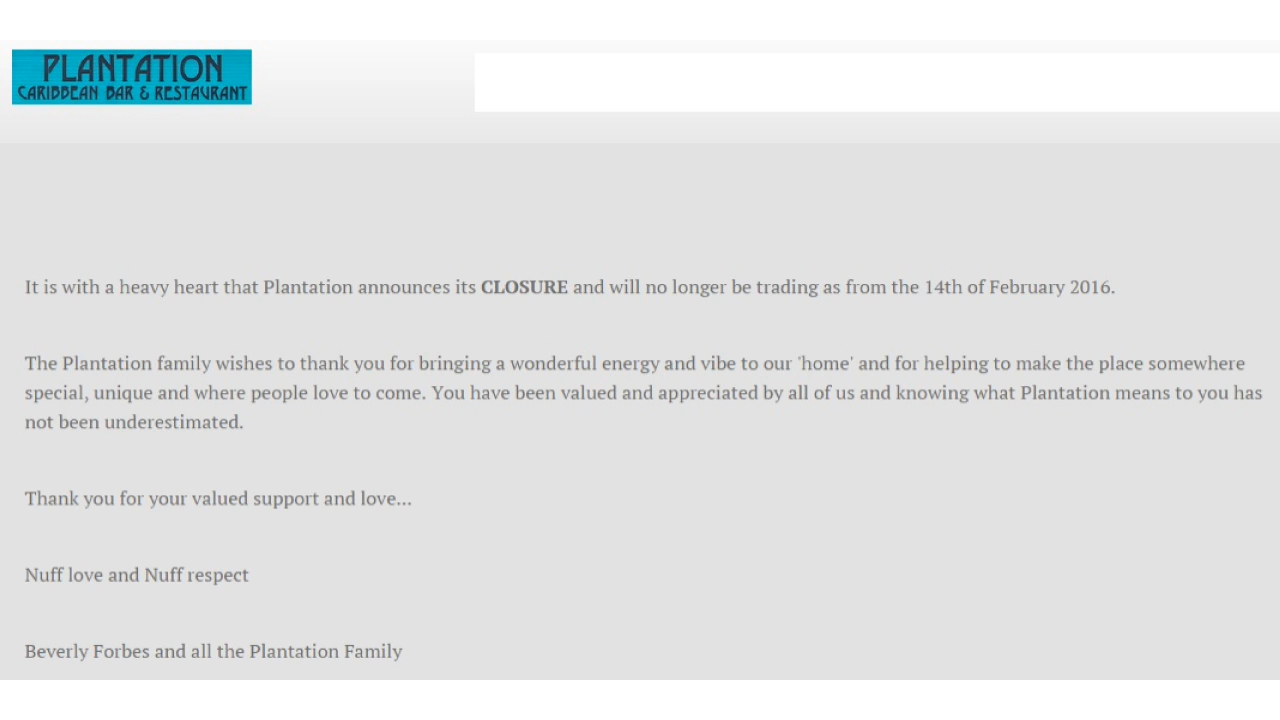 PLANTATION
CARIBBEAN BAR & RESTAURANT
It is with a heavy heart that Plantation announces its CLOSURE and will no longer be trading as from the 14th of February 2016.
The Plantation family wishes to thank you for bringing a wonderful energy and vibe to our 'home' and for helping to make the place somewhere
special, unique and where people love to come. You have been valued and appreciated by all of us and knowing what Plantation means to you has
not been underestimated.
Thank you for your valued support and love...
Nuff love and Nuff respect
Beverly Forbes and all the Plantation Family